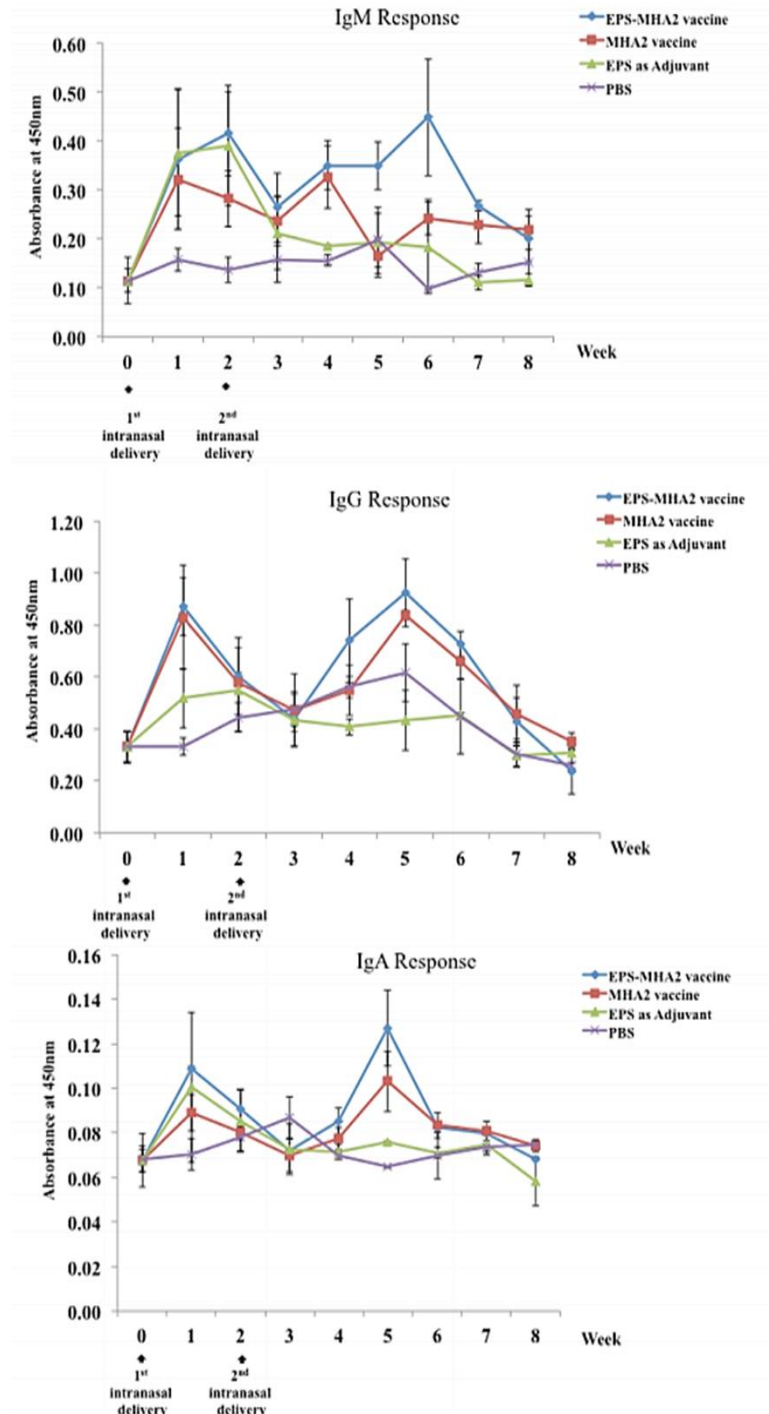 IgM Response
EPS-MHA2 vaccine
MHA2 vaccine
EPS as Adjuvant
PBS
Absorbance at 450nm
0.60
0.50
0.40
0.30
0.20
0.10
0.00
0 1 2 3 4 5 6 7 8
Week
1st intranasal delivery
2nd intranasal delivery
IgG Response
EPS-MHA2 vaccine
MHA2 vaccine
EPS as Adjuvant
PBS
Absorbance at 450nm
1.20
1.00
0.80
0.60
0.40
0.20
0.00
0 1 2 3 4 5 6 7 8
Week
1st intranasal delivery
2nd intranasal delivery
IgA Response
EPS-MHA2 vaccine
MHA2 vaccine
EPS as Adjuvant
PBS
Absorbance at 450nm
0.16
0.14
0.12
0.10
0.08
0.06
0.04
0.02
0.00
0 1 2 3 4 5 6 7 8
Week
1st intranasal delivery
2nd intranasal delivery